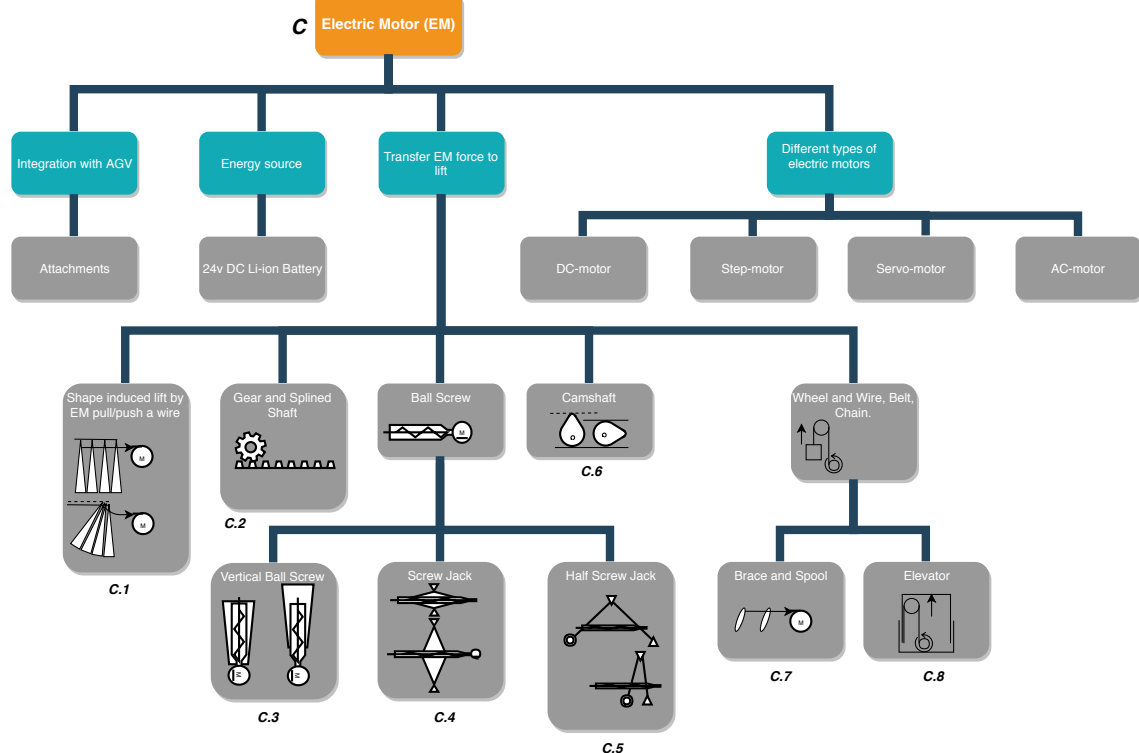 C
Electric Motor (EM)
Integration with AGV
Energy source
Transfer EM force to
lift
Different types of
electric motors
Attachments
24v DC Li-ion Battery
DC-motor
Step-motor
Servo-motor
AC-motor
Shape induced lift by
EM pull/push a wire
M
M
C.1
Gear and Splined
Shaft
C.2
Ball Screw
M
Camshaft
C.6
Wheel and Wire, Belt,
Chain.
Vertical Ball Screw
M
M
C.3
Screw Jack
C.4
Half Screw Jack
C.5
Brace and Spool
M
C.7
Elevator
C.8